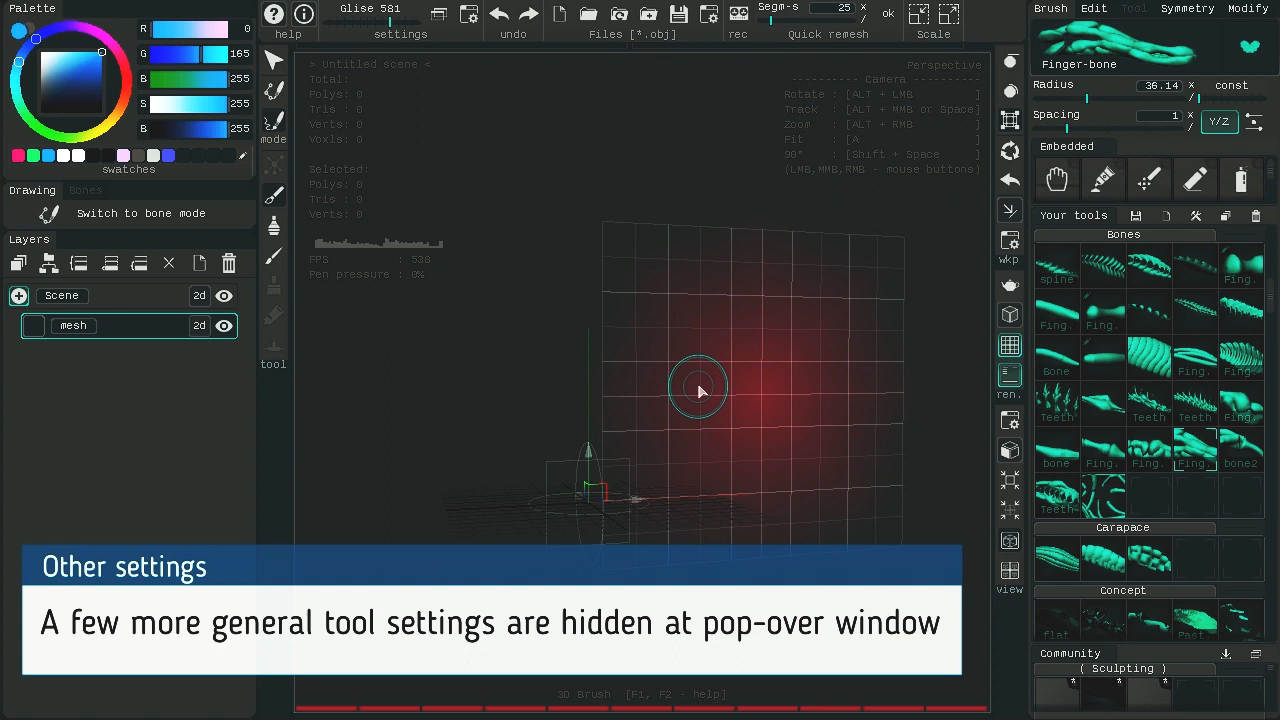 Palette
R 0
G 165
B 255
S 255
B 255
swatches
Drawing Bones
Switch to bone mode
Layers
Scene 2d
mesh 2d
help
Glise 581
settings
undo
Files [*.obj]
rec
Segm-s 25 x
/
ok
Quick remesh
Scale
mode
tool
> Untitled scene <
Total:
Polys: 0
Tris : 0
Verts: 0
Voxls: 0
Selected:
Polys: 0
Tris : 0
Verts: 0
FPS : 538
Pen pressure : 0%
Perspective
---------- Camera ----------
Rotate : [ALT + LMB ]
Track : [ALT + MMB or Space]
Zoom : [ALT + RMB ]
Fit : [A ]
90° : [Shift + Space ]
(LMB,MMB,RMB - mouse buttons)
3D Brush [F1, F2 - help]
wkp
ren.
view
Brush Edit Tool Symmetry Modify
Finger-bone
Radius 36.14 x
/
const
Spacing 1 x
/
Y/Z
Embedded
Your tools
Bones
spine Fing.
Fing. Fing.
Bone Fing. Fing.
Teeth Teeth Teeth Fing.
bone Fing. Fing. Fing. bone2
Teeth
Carapace
Concept
flat Past.
Community
( Sculpting )
* * *
Other settings
A few more general tool settings are hidden at pop-over window